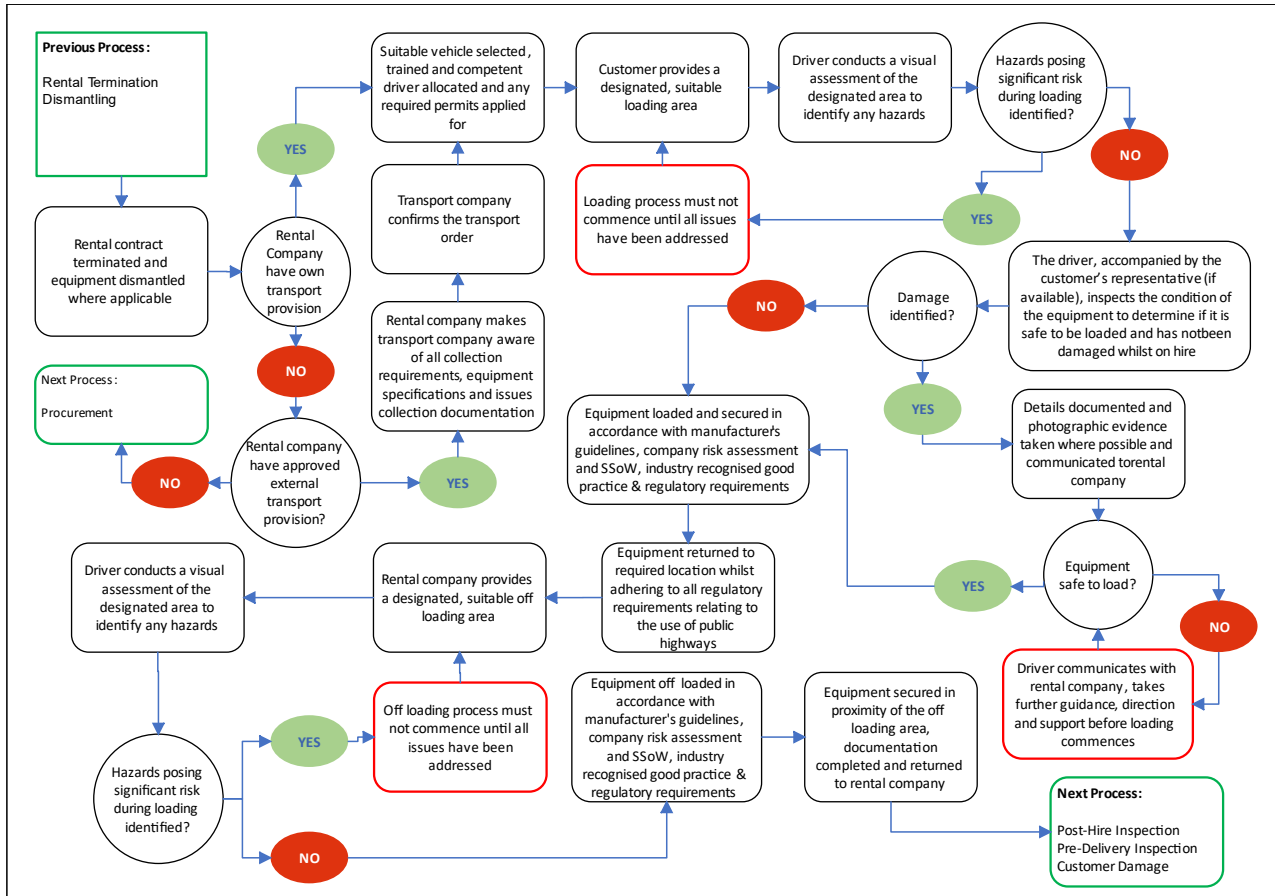 Previous Process:
Rental Termination
Dismantling
Rental contract
terminated and
equipment dismantled
where applicable
Rental
Company
have own
transport
provision
YES
NO
Next Process:
Procurement
NO
Rental company
have approved
external
transport
provision?
YES
Rental company makes
transport company aware
of all collection
requirements, equipment
specifications and issues
collection documentation
Transport company
confirms the transport
order
Suitable vehicle selected,
trained and competent
driver allocated and any
required permits applied
for
Customer provides a
designated, suitable
loading area
Driver conducts a visual
assessment of the
designated area to
identify any hazards
Hazards posing
significant risk
during loading
identified?
NO
YES
Loading process must not
commence until all issues
have been addressed
The driver, accompanied by the
customer's representative (if
available), inspects the condition of
the equipment to determine if it is
safe to be loaded and has notbeen
damaged whilst on hire
Damage
identified?
NO
YES
Details documented and
photographic evidence
taken where possible and
communicated torental
company
Equipment
safe to load?
YES
NO
Driver communicates with
rental company, takes
further guidance, direction
and support before loading
commences
Equipment loaded and secured in
accordance with manufacturer's
guidelines, company risk assessment
and SSoW, industry recognised good
practice & regulatory requirements
Equipment returned to
required location whilst
adhering to all regulatory
requirements relating to
the use of public
highways
Rental company provides
a designated, suitable off
loading area
Driver conducts a visual
assessment of the
designated area to
identify any hazards
Hazards posing
significant risk
during loading
identified?
YES
Off loading process must
not commence until all
issues have been
addressed
NO
Equipment off loaded in
accordance with
manufacturer's guidelines,
company risk assessment
and SSoW, industry
recognised good practice &
regulatory requirements
Equipment secured in
proximity of the off
loading area,
documentation
completed and returned
to rental company
Next Process:
Post-Hire Inspection
Pre-Delivery Inspection
Customer Damage